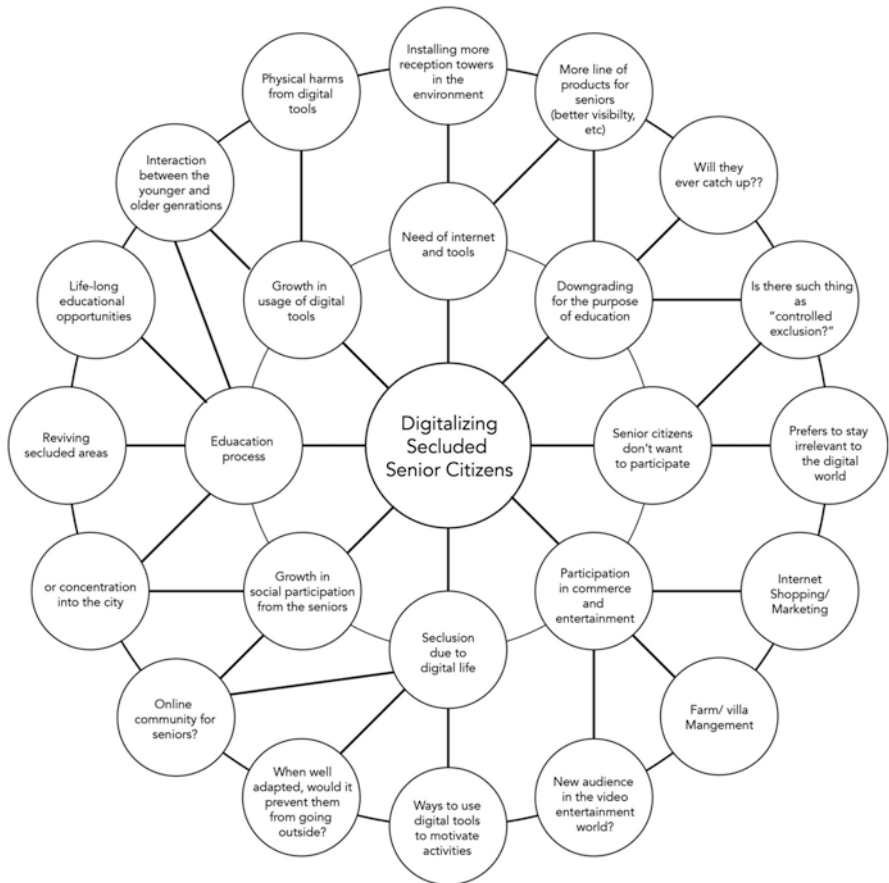 Installing more
reception towers
in the
environment
More line of
products for
seniors
(better visibilty,
etc)
Will they
ever catch up??
Is there such thing
as
“controlled
exclusion?”
Prefers to stay
irrelevant to
the digital
world
Internet
Shopping/
Marketing
Farm/ villa
Mangement
New audience
in the video
entertainment
world?
Ways to use
digital tools
to motivate
activities
When well
adapted, would it
prevent them
from going
outside?
Online
community for
seniors?
or concentration
into the city
Reviving
secluded areas
Life-long
educational
opportunities
Interaction
between the
younger and
older genrations
Physical harms
from digital
tools
Need of internet
and tools
Downgrading
for the purpose
of education
Senior citizens
don’t want
to participate
Participation
in commerce
and
entertainment
Seclusion
due to
digital life
Growth in
social participation
from the seniors
Eduacation
process
Growth in
usage of digital
tools
Digitalizing
Secluded
Senior Citizens